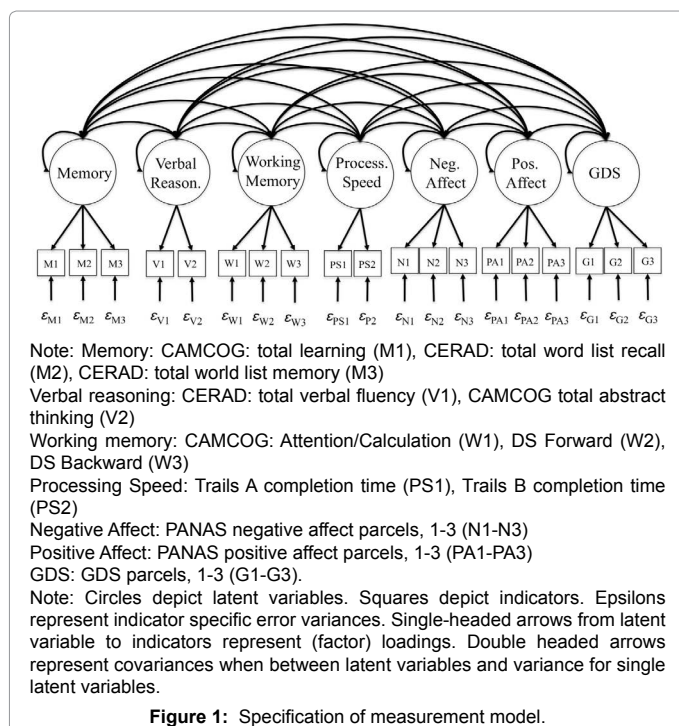 Memory
Verbal
Reason.
Working
Memory
Process.
Speed
Neg.
Affect
Pos.
Affect
GDS
M1 M2 M3 V1 V2 W1 W2 W3 PS1 PS2 N1 N2 N3 PA1 PA2 PA3 G1 G2 G3
εM1 εM2 εM3 εV1 εV2 εW1 εW2 εW3 εPS1 εP2 εN1 εN2 εN3 εPA1 εPA2 εPA3 εG1 εG2 εG3
Note: Memory: CAMCOG: total learning (M1), CERAD: total word list recall
(M2), CERAD: total world list memory (M3)
Verbal reasoning: CERAD: total verbal fluency (V1), CAMCOG total abstract
thinking (V2)
Working memory: CAMCOG: Attention/Calculation (W1), DS Forward (W2),
DS Backward (W3)
Processing Speed: Trails A completion time (PS1), Trails B completion time
(PS2)
Negative Affect: PANAS negative affect parcels, 1-3 (N1-N3)
Positive Affect: PANAS positive affect parcels, 1-3 (PA1-PA3)
GDS: GDS parcels, 1-3 (G1-G3).
Note: Circles depict latent variables. Squares depict indicators. Epsilons
represent indicator specific error variances. Single-headed arrows from latent
variable to indicators represent (factor) loadings. Double headed arrows
represent covariances when between latent variables and variance for single
latent variables.
Figure 1: Specification of measurement model.